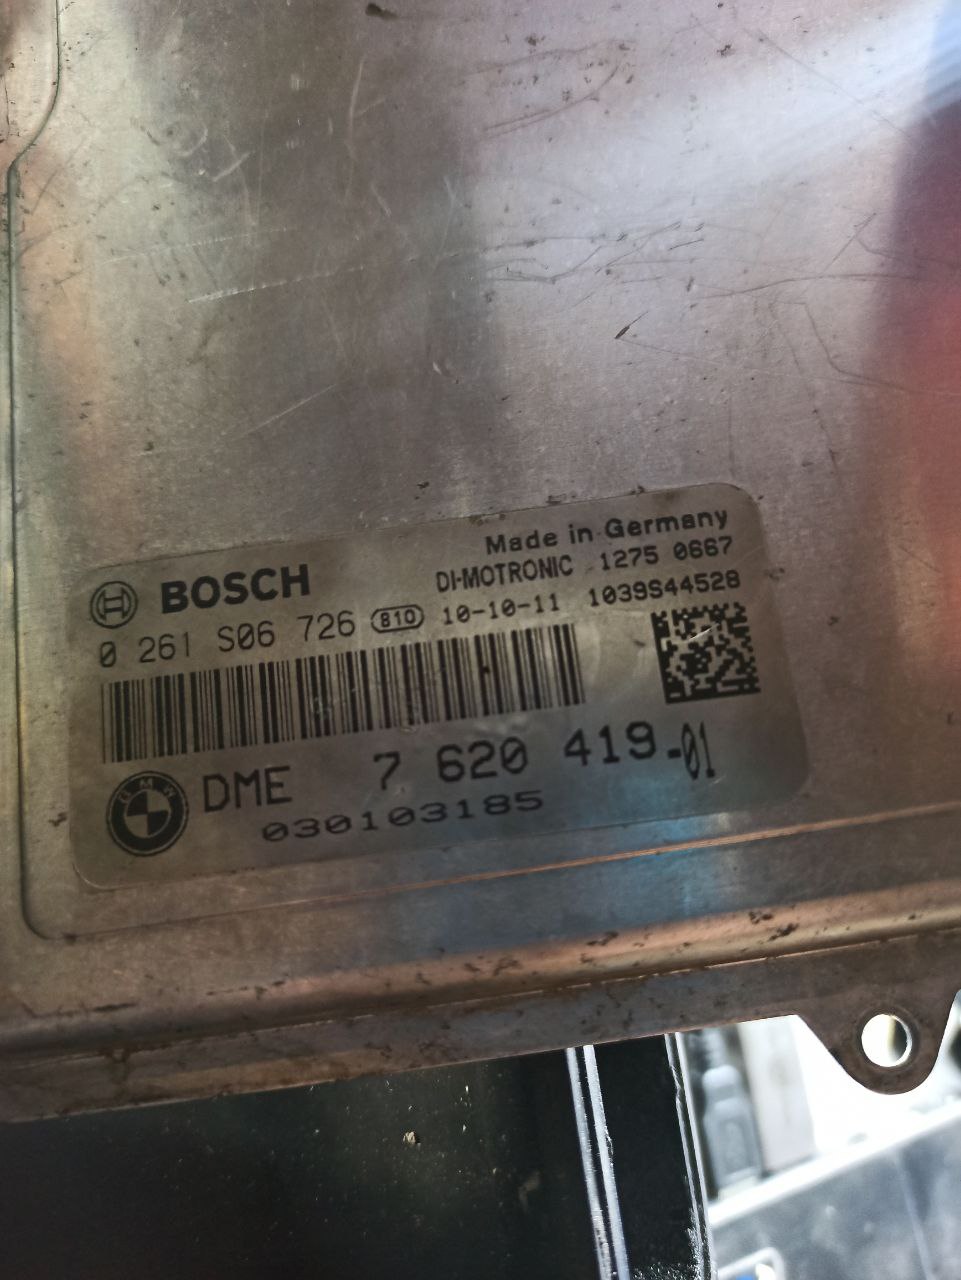 Made in Germany
BOSCH DI-MOTRONIC 1275 0667
0 261 S06 726 810 10-10-11 1039S44528
BMW DME 7 620 419-01
030103185